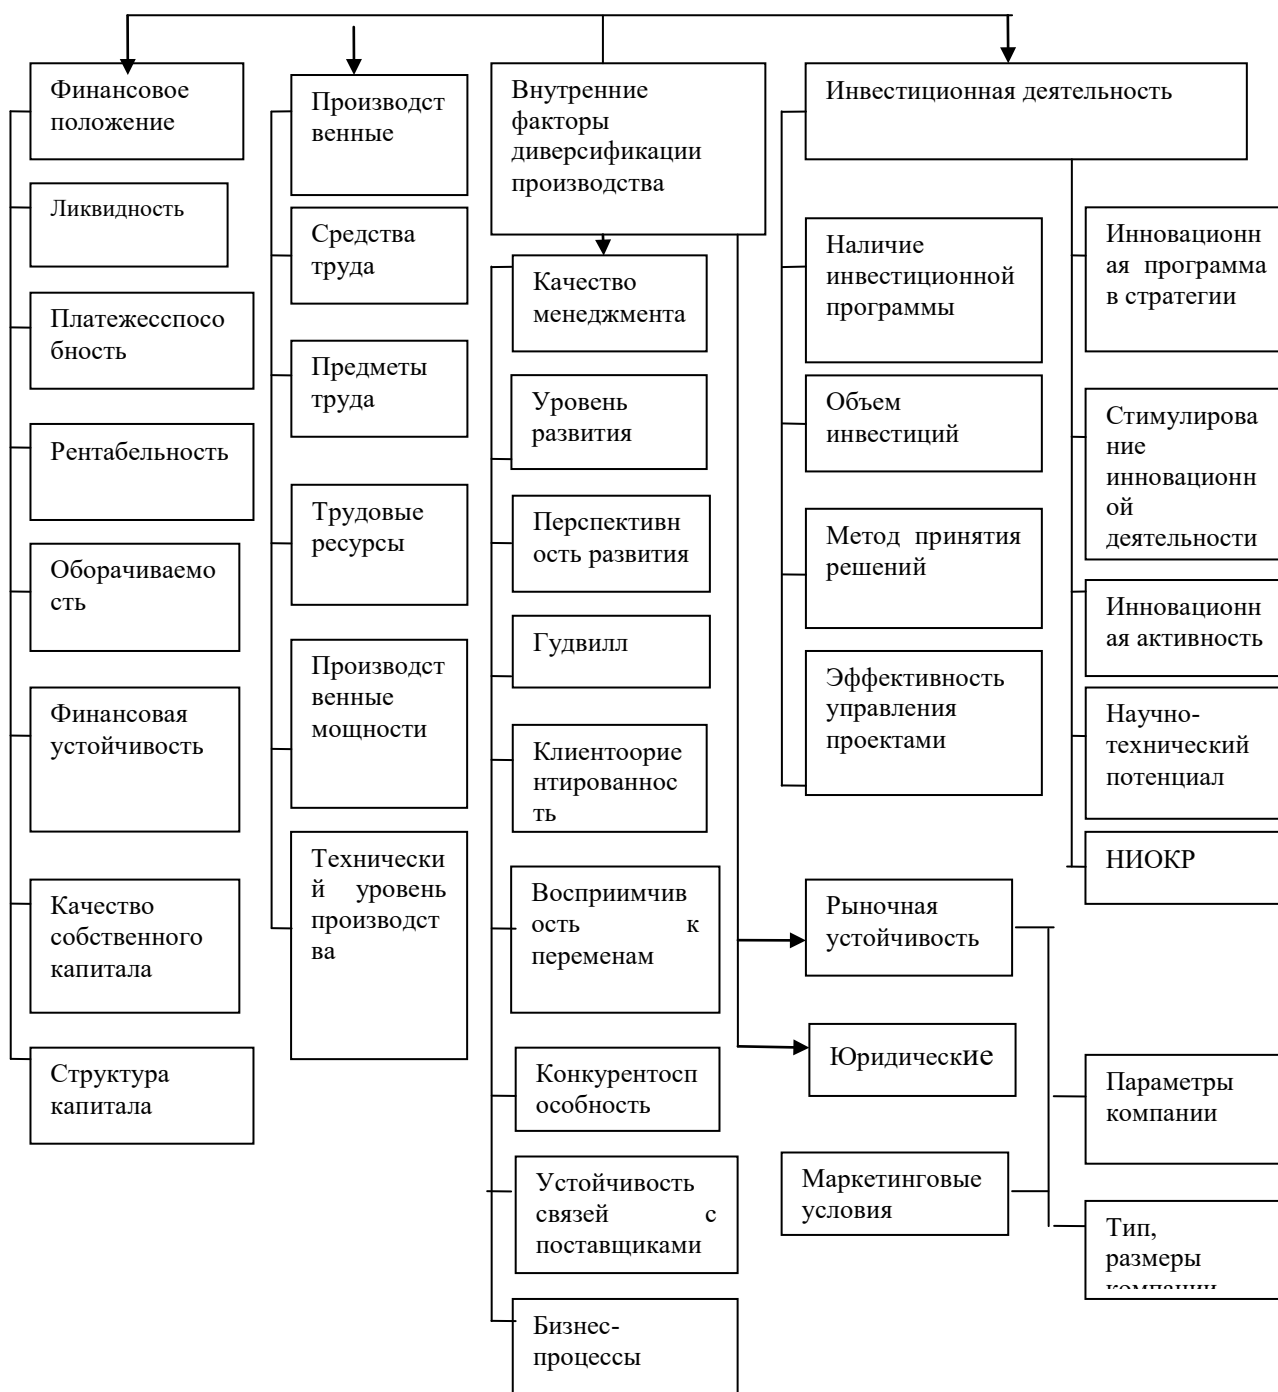 Финансовое
положение
Ликвидность
Платежесспосо
бность
Рентабельность
Оборачиваемо
сть
Финансовая
устойчивость
Качество
собственного
капитала
Структура
капитала
Производст
венные
Средства
труда
Предметы
труда
Трудовые
ресурсы
Производст
венные
мощности
Технически
й уровень
производст
ва
Внутренние
факторы
диверсификации
производства
Качество
менеджмента
Уровень
развития
Перспективн
ость развития
Гудвилл
Клиентоорие
нтированнос
ть
Восприимчив
ость к
переменам
Конкурентосп
особность
Устойчивость
связей с
поставщиками
Бизнес-
процессы
Инвестиционная деятельность
Наличие
инвестиционной
программы
Объем
инвестиций
Метод принятия
решений
Эффективность
управления
проектами
Рыночная
устойчивость
Юридические
Маркетинговые
условия
Инновационн
ая программа
в стратегии
Стимулирова
ние
инновационн
ой
деятельности
Инновационн
ая активность
Научно-
технический
потенциал
НИОКР
Параметры
компании
Тип,
размеры
компании